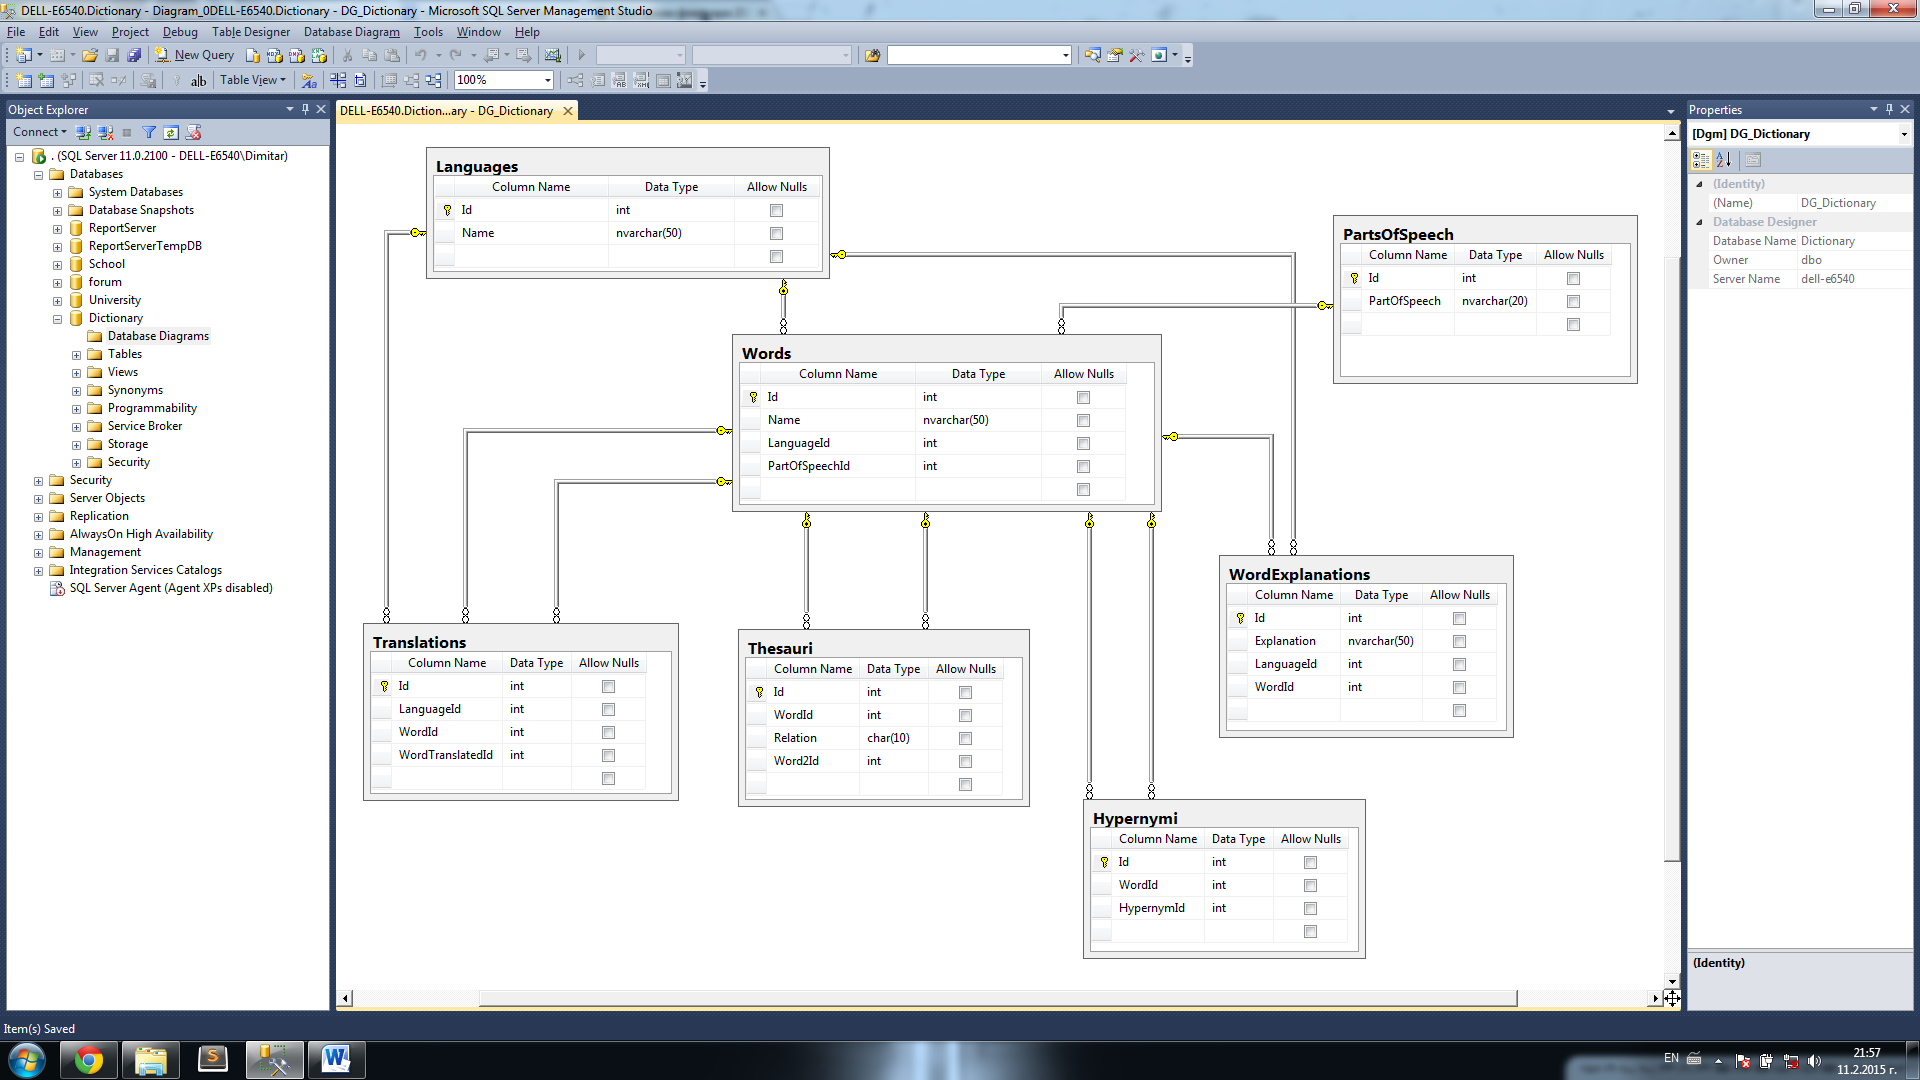 DELL-E6540.Dictionary - Diagram_0DELL-E6540.Dictionary - DG_Dictionary - Microsoft SQL Server Management Studio
File Edit View Project Debug Table Designer Database Diagram Tools Window Help
New Query
Table View 100%
Object Explorer
Connect
. (SQL Server 11.0.2100 - DELL-E6540\Dimitar)
Databases
System Databases
Database Snapshots
ReportServer
ReportServerTempDB
School
forum
University
Dictionary
Database Diagrams
Tables
Views
Synonyms
Programmability
Service Broker
Storage
Security
Security
Server Objects
Replication
AlwaysOn High Availability
Management
Integration Services Catalogs
SQL Server Agent (Agent XPs disabled)
DELL-E6540.Diction...ary - DG_Dictionary
Languages
Column Name Data Type Allow Nulls
Id int
Name nvarchar(50)
PartsOfSpeech
Column Name Data Type Allow Nulls
Id int
PartOfSpeech nvarchar(20)
Words
Column Name Data Type Allow Nulls
Id int
Name nvarchar(50)
LanguageId int
PartOfSpeechId int
WordExplanations
Column Name Data Type Allow Nulls
Id int
Explanation nvarchar(50)
LanguageId int
WordId int
Translations
Column Name Data Type Allow Nulls
Id int
LanguageId int
WordId int
WordTranslatedId int
Thesauri
Column Name Data Type Allow Nulls
Id int
WordId int
Relation char(10)
Word2Id int
Hypernymi
Column Name Data Type Allow Nulls
Id int
WordId int
HypernymId int
Properties
[Dgm] DG_Dictionary
(Identity)
(Name) DG_Dictionary
Database Designer
Database Name Dictionary
Owner dbo
Server Name dell-e6540
(Identity)
Item(s) Saved
EN
21:57
11.2.2015 г.